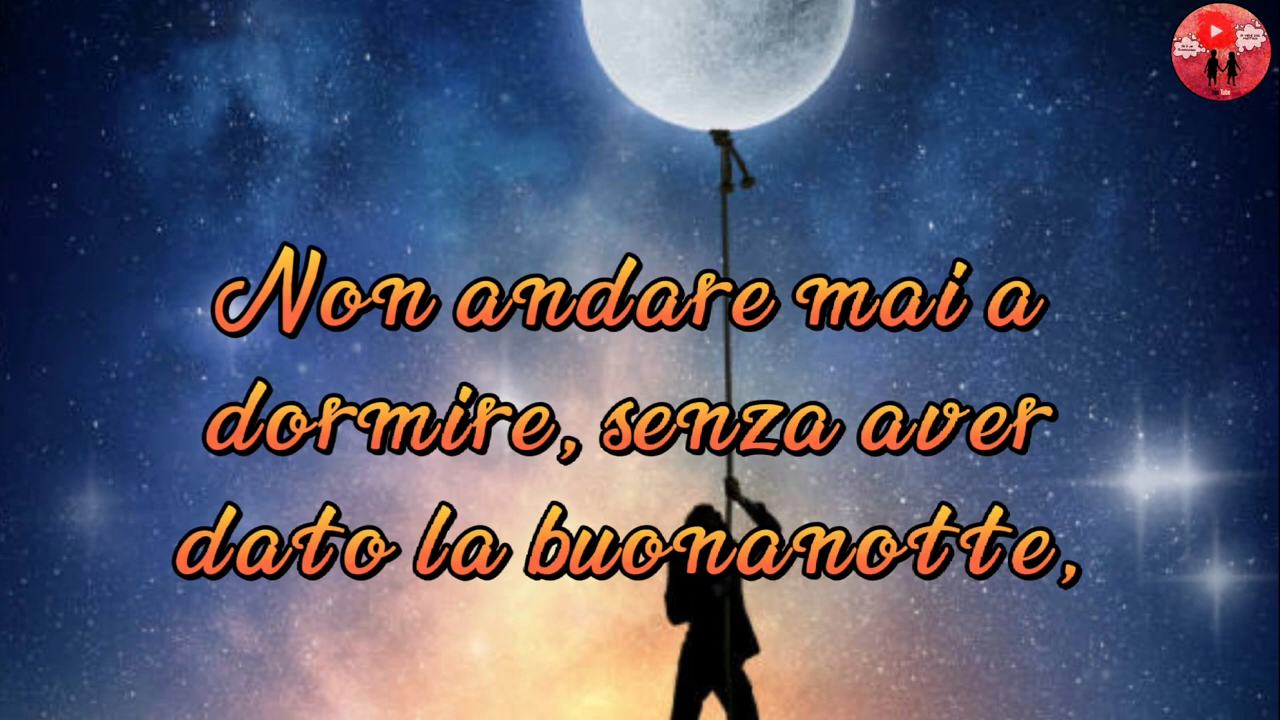 Non andare mai a
dormire, senza aver
dato la buonanotte,